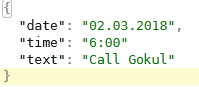 {
"date": "02.03.2018",
"time": "6:00"
"text": "Call Gokul"
}